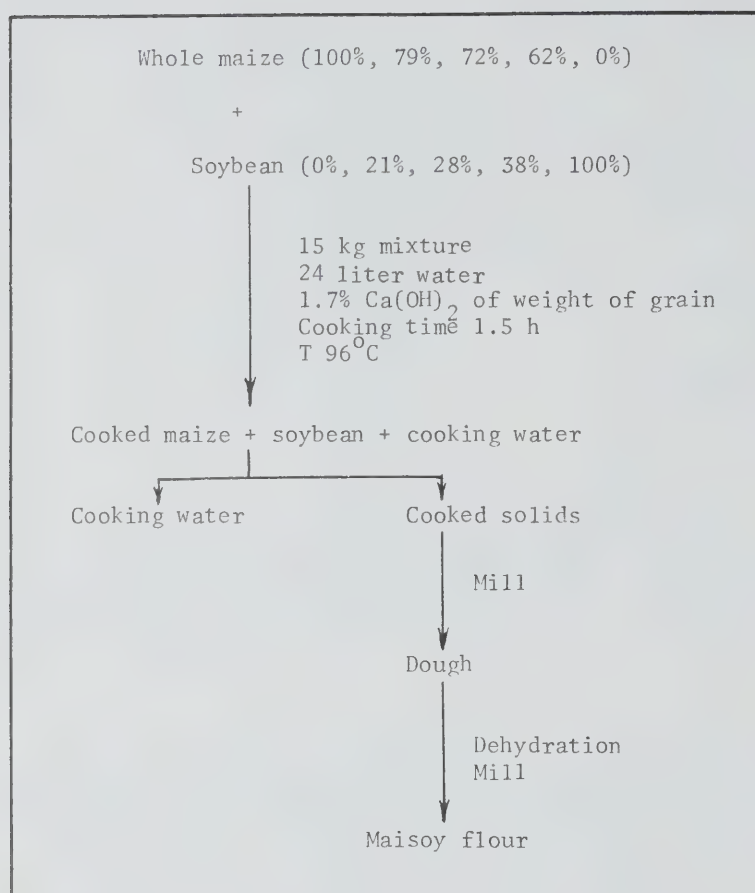 Whole maize (100%, 79%, 72%, 62%, 0%)
+
Soybean (0%, 21%, 28%, 38%, 100%)
15 kg mixture
24 liter water
1.7% Ca(OH)2 of weight of grain
Cooking time 1.5 h
T 96°C
Cooked maize + soybean + cooking water
Cooking water Cooked solids
Mill
Dough
Dehydration
Mill
Maisoy flour